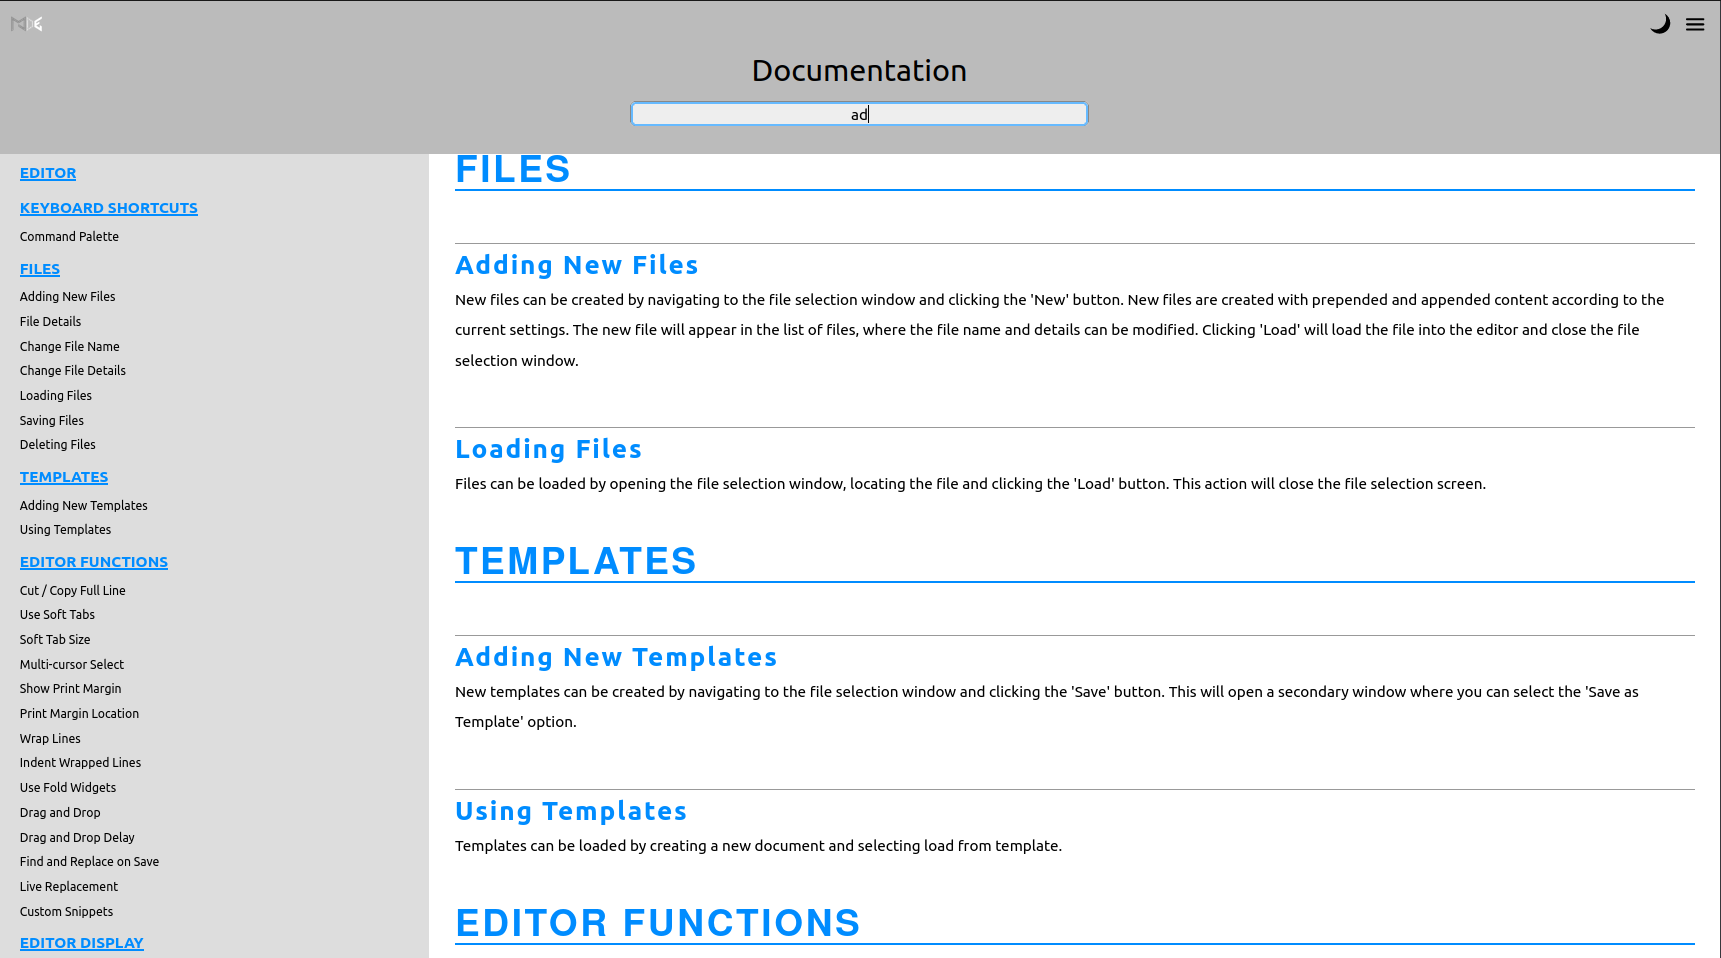 Documentation
ad
EDITOR
KEYBOARD SHORTCUTS
Command Palette
FILES
Adding New Files
File Details
Change File Name
Change File Details
Loading Files
Saving Files
Deleting Files
TEMPLATES
Adding New Templates
Using Templates
EDITOR FUNCTIONS
Cut / Copy Full Line
Use Soft Tabs
Soft Tab Size
Multi-cursor Select
Show Print Margin
Print Margin Location
Wrap Lines
Indent Wrapped Lines
Use Fold Widgets
Drag and Drop
Drag and Drop Delay
Find and Replace on Save
Live Replacement
Custom Snippets
EDITOR DISPLAY
FILES
Adding New Files
New files can be created by navigating to the file selection window and clicking the 'New' button. New files are created with prepended and appended content according to the
current settings. The new file will appear in the list of files, where the file name and details can be modified. Clicking 'Load' will load the file into the editor and close the file
selection window.
Loading Files
Files can be loaded by opening the file selection window, locating the file and clicking the 'Load' button. This action will close the file selection screen.
TEMPLATES
Adding New Templates
New templates can be created by navigating to the file selection window and clicking the 'Save' button. This will open a secondary window where you can select the 'Save as
Template' option.
Using Templates
Templates can be loaded by creating a new document and selecting load from template.
EDITOR FUNCTIONS